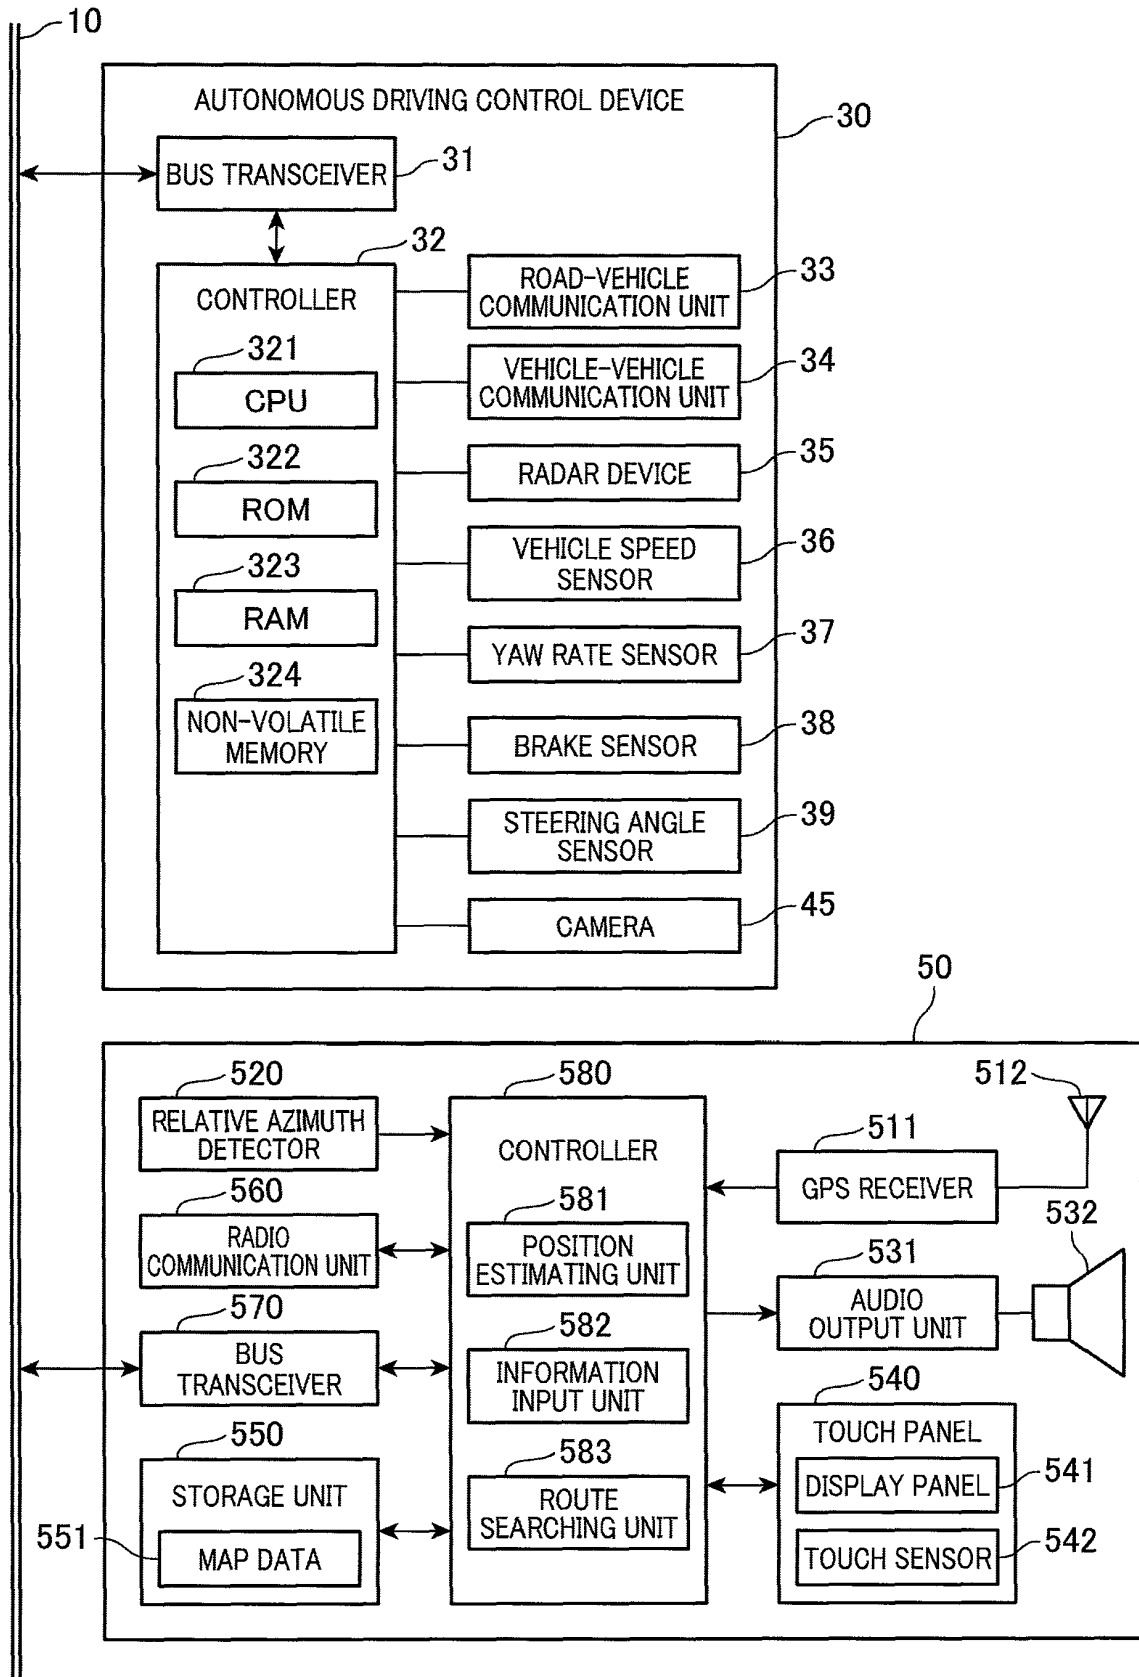 10
AUTONOMOUS DRIVING CONTROL DEVICE
30
BUS TRANSCEIVER
31
32
CONTROLLER
321
CPU
322
ROM
323
RAM
324
NON-VOLATILE
MEMORY
ROAD-VEHICLE
COMMUNICATION UNIT
33
VEHICLE-VEHICLE
COMMUNICATION UNIT
34
RADAR DEVICE
35
VEHICLE SPEED
SENSOR
36
YAW RATE SENSOR
37
BRAKE SENSOR
38
STEERING ANGLE
SENSOR
39
CAMERA
45
50
520
RELATIVE AZIMUTH
DETECTOR
560
RADIO
COMMUNICATION UNIT
570
BUS
TRANSCEIVER
550
STORAGE UNIT
551
MAP DATA
580
CONTROLLER
581
POSITION
ESTIMATING UNIT
582
INFORMATION
INPUT UNIT
583
ROUTE
SEARCHING UNIT
512
511
GPS RECEIVER
532
531
AUDIO
OUTPUT UNIT
540
TOUCH PANEL
DISPLAY PANEL
541
TOUCH SENSOR
542